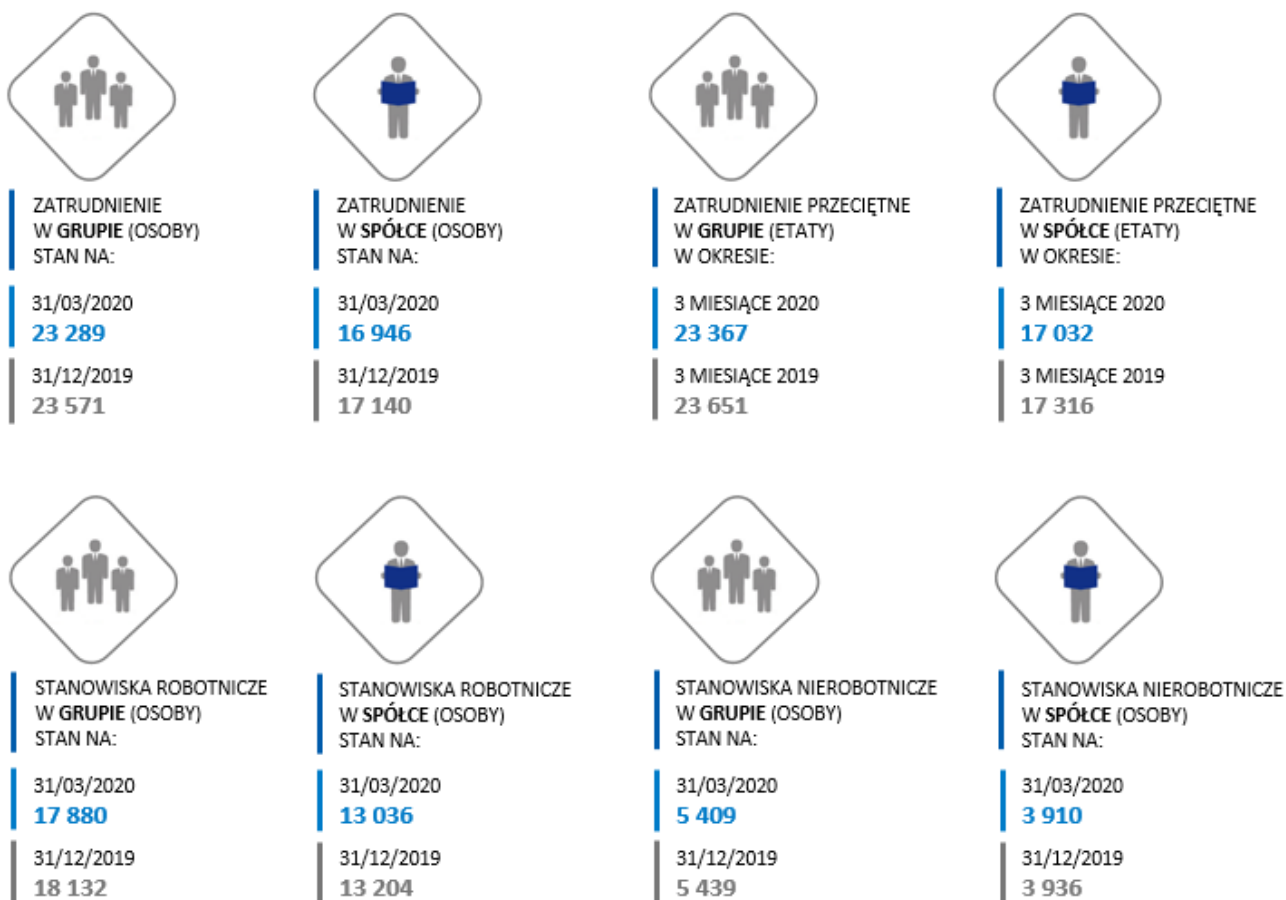 ZATRUDNIENIE
W GRUPIE (OSOBY)
STAN NA:
31/03/2020
23 289
31/12/2019
23 571
ZATRUDNIENIE
W SPÓŁCE (OSOBY)
STAN NA:
31/03/2020
16 946
31/12/2019
17 140
ZATRUDNIENIE PRZECIĘTNE
W GRUPIE (ETATY)
W OKRESIE:
3 MIESIĄCE 2020
23 367
3 MIESIĄCE 2019
23 651
ZATRUDNIENIE PRZECIĘTNE
W SPÓŁCE (ETATY)
W OKRESIE:
3 MIESIĄCE 2020
17 032
3 MIESIĄCE 2019
17 316
STANOWISKA ROBOTNICZE
W GRUPIE (OSOBY)
STAN NA:
31/03/2020
17 880
31/12/2019
18 132
STANOWISKA ROBOTNICZE
W SPÓŁCE (OSOBY)
STAN NA:
31/03/2020
13 036
31/12/2019
13 204
STANOWISKA NIEROBOTNICZE
W GRUPIE (OSOBY)
STAN NA:
31/03/2020
5 409
31/12/2019
5 439
STANOWISKA NIEROBOTNICZE
W SPÓŁCE (OSOBY)
STAN NA:
31/03/2020
3 910
31/12/2019
3 936